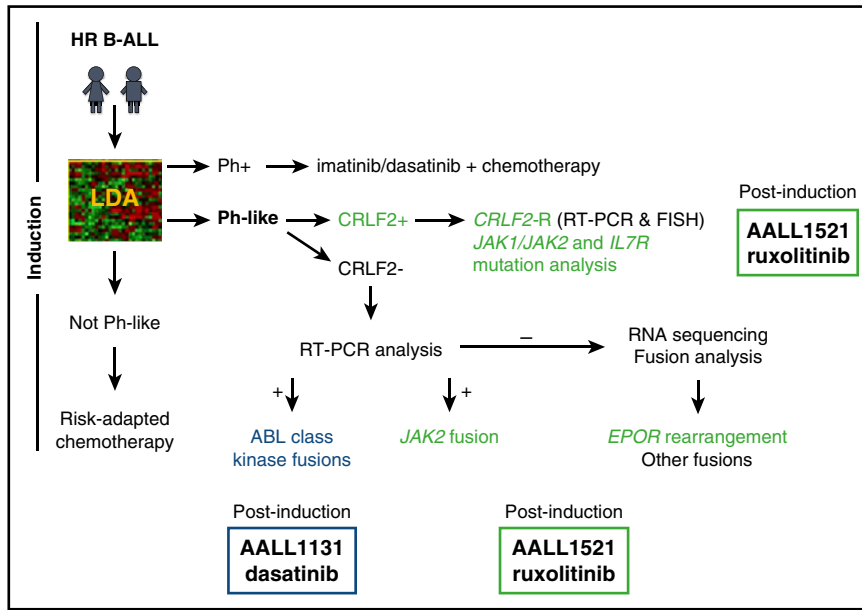 HR B-ALL
Induction
LDA
Ph+
imatinib/dasatinib + chemotherapy
Ph-like
CRLF2+
CRLF2-R (RT-PCR & FISH)
JAK1/JAK2 and IL7R
mutation analysis
Post-induction
AALL1521
ruxolitinib
CRLF2-
Not Ph-like
RT-PCR analysis
–
RNA sequencing
Fusion analysis
+
+
Risk-adapted
chemotherapy
ABL class
kinase fusions
JAK2 fusion
EPOR rearrangement
Other fusions
Post-induction
AALL1131
dasatinib
Post-induction
AALL1521
ruxolitinib